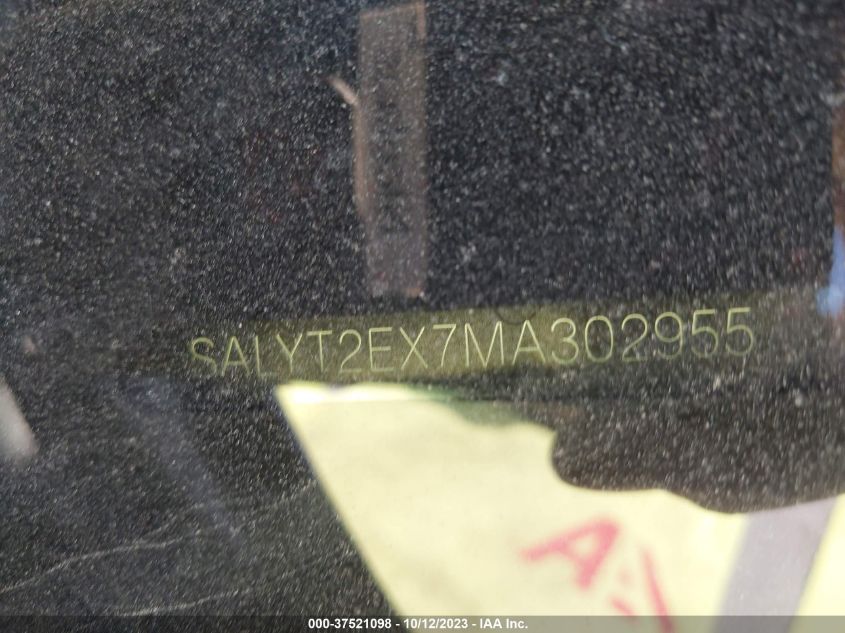 SALYT2EX7MA302955
A-
000-37521098 - 10/12/2023 - IAA Inc.